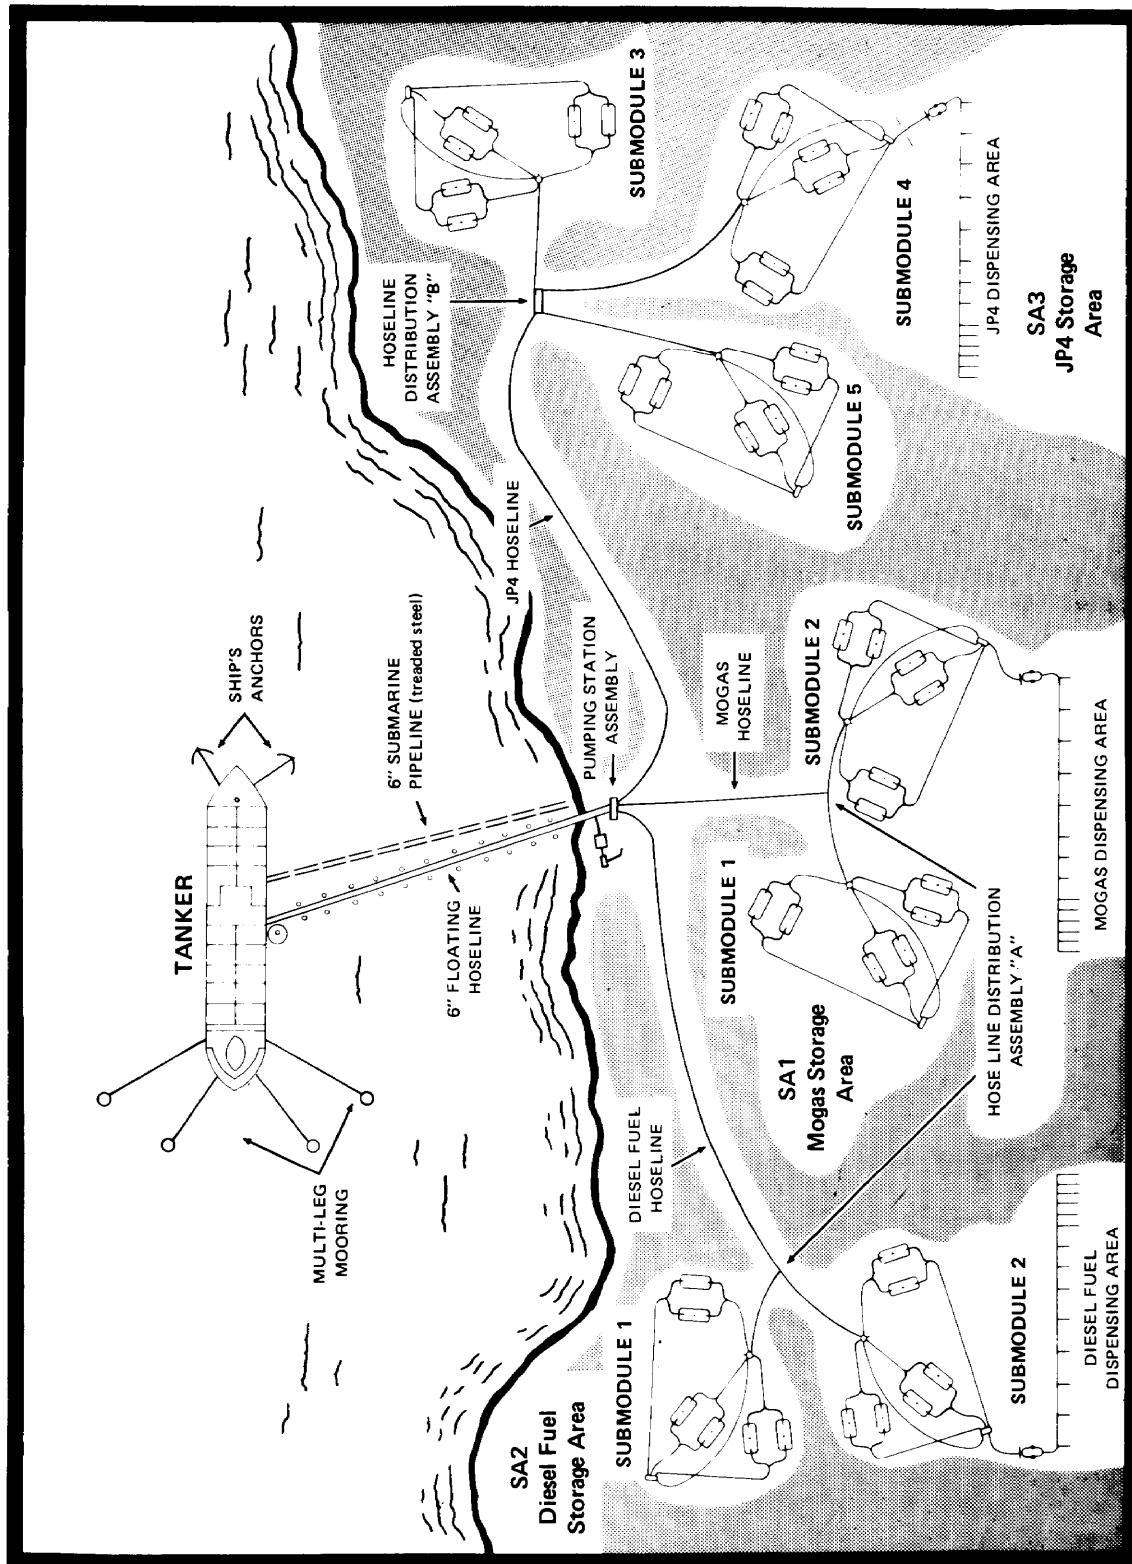 TANKER
MULTI-LEG
MOORING
SHIP'S
ANCHORS
6" SUBMARINE
PIPELINE (treaded steel)
6" FLOATING
HOSELINE
HOSELINE
DISTRIBUTION
ASSEMBLY "B"
JP4 HOSELINE
PUMPING STATION
ASSEMBLY
MOGAS
HOSELINE
DIESEL FUEL
HOSELINE
SA2
Diesel Fuel
Storage Area
SUBMODULE 1
SUBMODULE 2
DIESEL FUEL
DISPENSING AREA
SA1
Mogas Storage
Area
SUBMODULE 1
SUBMODULE 2
HOSE LINE DISTRIBUTION
ASSEMBLY "A"
MOGAS DISPENSING AREA
SUBMODULE 3
SUBMODULE 4
SUBMODULE 5
JP4 DISPENSING AREA
SA3
JP4 Storage
Area